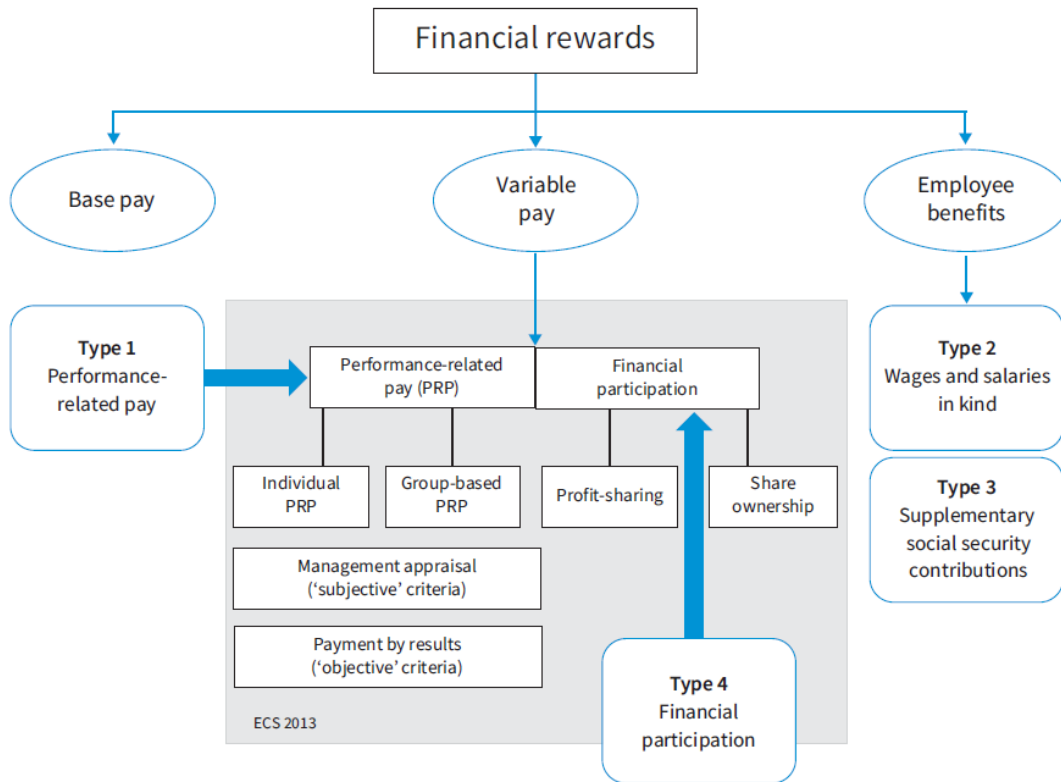 Financial rewards
Base pay
Variable
pay
Employee
benefits
Type 1
Performance-
related pay
Performance-related
pay (PRP)
Financial
participation
Type 2
Wages and salaries
in kind
Individual
PRP
Group-based
PRP
Profit-sharing
Share
ownership
Type 3
Supplementary
social security
contributions
Management appraisal
(‘subjective’ criteria)
Payment by results
(‘objective’ criteria)
Type 4
Financial
participation
ECS 2013